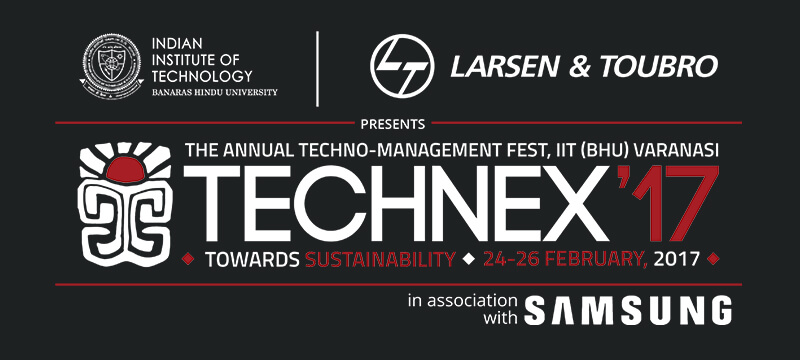 INDIAN
INSTITUTE OF
TECHNOLOGY
BANARAS HINDU UNIVERSITY
LT LARSEN & TOUBRO
PRESENTS
THE ANNUAL TECHNO-MANAGEMENT FEST, IIT (BHU) VARANASI
TECHNEX '17
TOWARDS SUSTAINABILITY ◆ 24-26 FEBRUARY, 2017
in association
with SAMSUNG